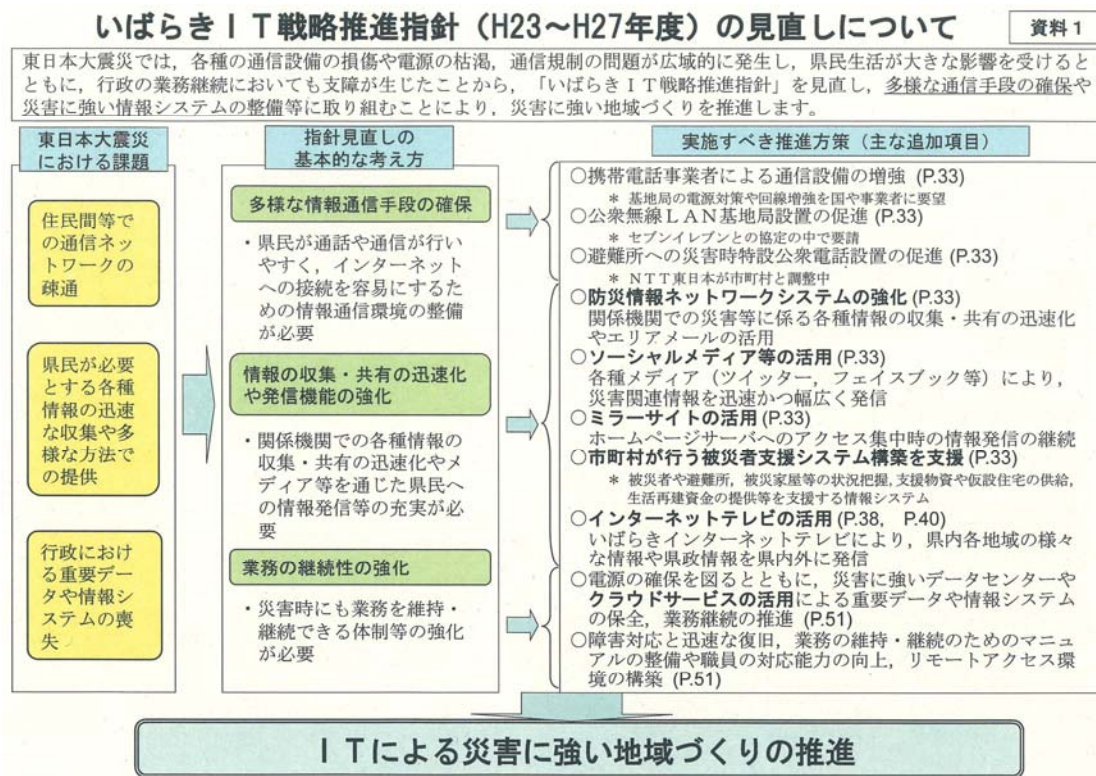 いばらきＩＴ戦略推進指針（H23～H27年度）の見直しについて
資料１
東日本大震災では，各種の通信設備の損傷や電源の枯渇，通信規制の問題が広域的に発生し，県民生活が大きな影響を受けると
ともに，行政の業務継続においても支障が生じたことから，「いばらきＩＴ戦略推進指針」を見直し，多様な通信手段の確保や
災害に強い情報システムの整備等に取り組むことにより，災害に強い地域づくりを推進します。
東日本大震災
における課題
住民間等で
の通信ネッ
トワークの
疎通
県民が必要
とする各種
情報の迅速
な収集や多
様な方法で
の提供
行政におけ
る重要デー
タや情報シ
ステムの喪
失
指針見直しの
基本的な考え方
多様な情報通信手段の確保
・県民が通話や通信が行い
やすく，インターネット
への接続を容易にするた
めの情報通信環境の整備
が必要
情報の収集・共有の迅速化
や発信機能の強化
・関係機関での各種情報の
収集・共有の迅速化やメ
ディア等を通じた県民へ
の情報発信等の充実が必
要
業務の継続性の強化
・災害時にも業務を維持・
継続できる体制等の強化
が必要
実施すべき推進方策（主な追加項目）
○携帯電話事業者による通信設備の増強 (P.33)
＊ 基地局の電源対策や回線増強を国や事業者に要望
○公衆無線ＬＡＮ基地局設置の促進 (P.33)
＊ セブンイレブンとの協定の中で要請
○避難所への災害時特設公衆電話設置の促進 (P.33)
＊ ＮＴＴ東日本が市町村と調整中
○防災情報ネットワークシステムの強化 (P.33)
関係機関での災害等に係る各種情報の収集・共有の迅速化
やエリアメールの活用
○ソーシャルメディア等の活用 (P.33)
各種メディア（ツイッター，フェイスブック等）により，
災害関連情報を迅速かつ幅広く発信
○ミラーサイトの活用 (P.33)
ホームページサーバへのアクセス集中時の情報発信の継続
○市町村が行う被災者支援システム構築を支援 (P.33)
＊ 被災者や避難所，被災家屋等の状況把握，支援物資や仮設住宅の供給，
生活再建資金の提供等を支援する情報システム
○インターネットテレビの活用 (P.38，P.40)
いばらきインターネットテレビにより，県内各地域の様々
な情報や県政情報を県内外に発信
○電源の確保を図るとともに，災害に強いデータセンターや
クラウドサービスの活用による重要データや情報システム
の保全，業務継続の推進 (P.51)
○障害対応と迅速な復旧，業務の維持・継続のためのマニュ
アルの整備や職員の対応能力の向上，リモートアクセス環
境の構築 (P.51)
ＩＴによる災害に強い地域づくりの推進